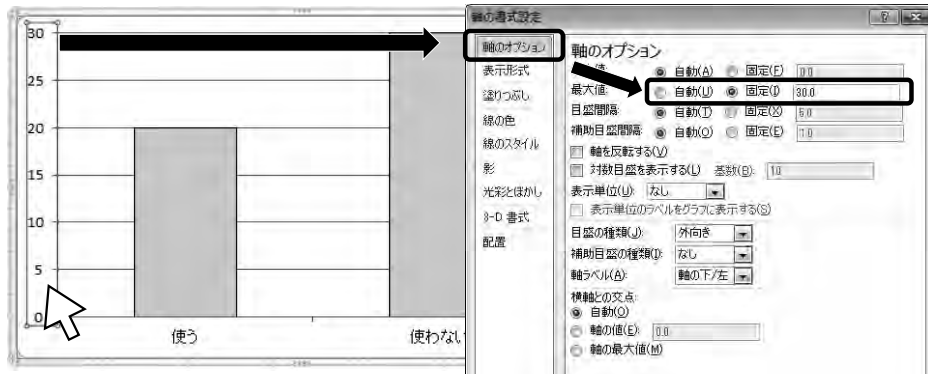 30
20
15
10
5
0
使う
軸の書式設定
軸のオプション
表示形式
塗りつぶし
線の色
線のスタイル
影
光彩とぼかし
3-D 書式
配置
軸のオプション
自動(A) 固定(F) 0.0
最大値: 自動(U) 固定(I) 30.0
目盛間隔: 自動(T) 固定(X) 5.0
補助目盛間隔: 自動(O) 固定(E) 1.0
軸を反転する(V)
対数目盛を表示する(L) 基数(B): 10
表示単位(U): なし
表示単位のラベルをグラフに表示する(S)
目盛の種類(J): 外向き
補助目盛の種類(I): なし
軸ラベル(A): 軸の下/左
横軸との交点:
自動(O)
軸の値(E): 0.0
軸の最大値(M)